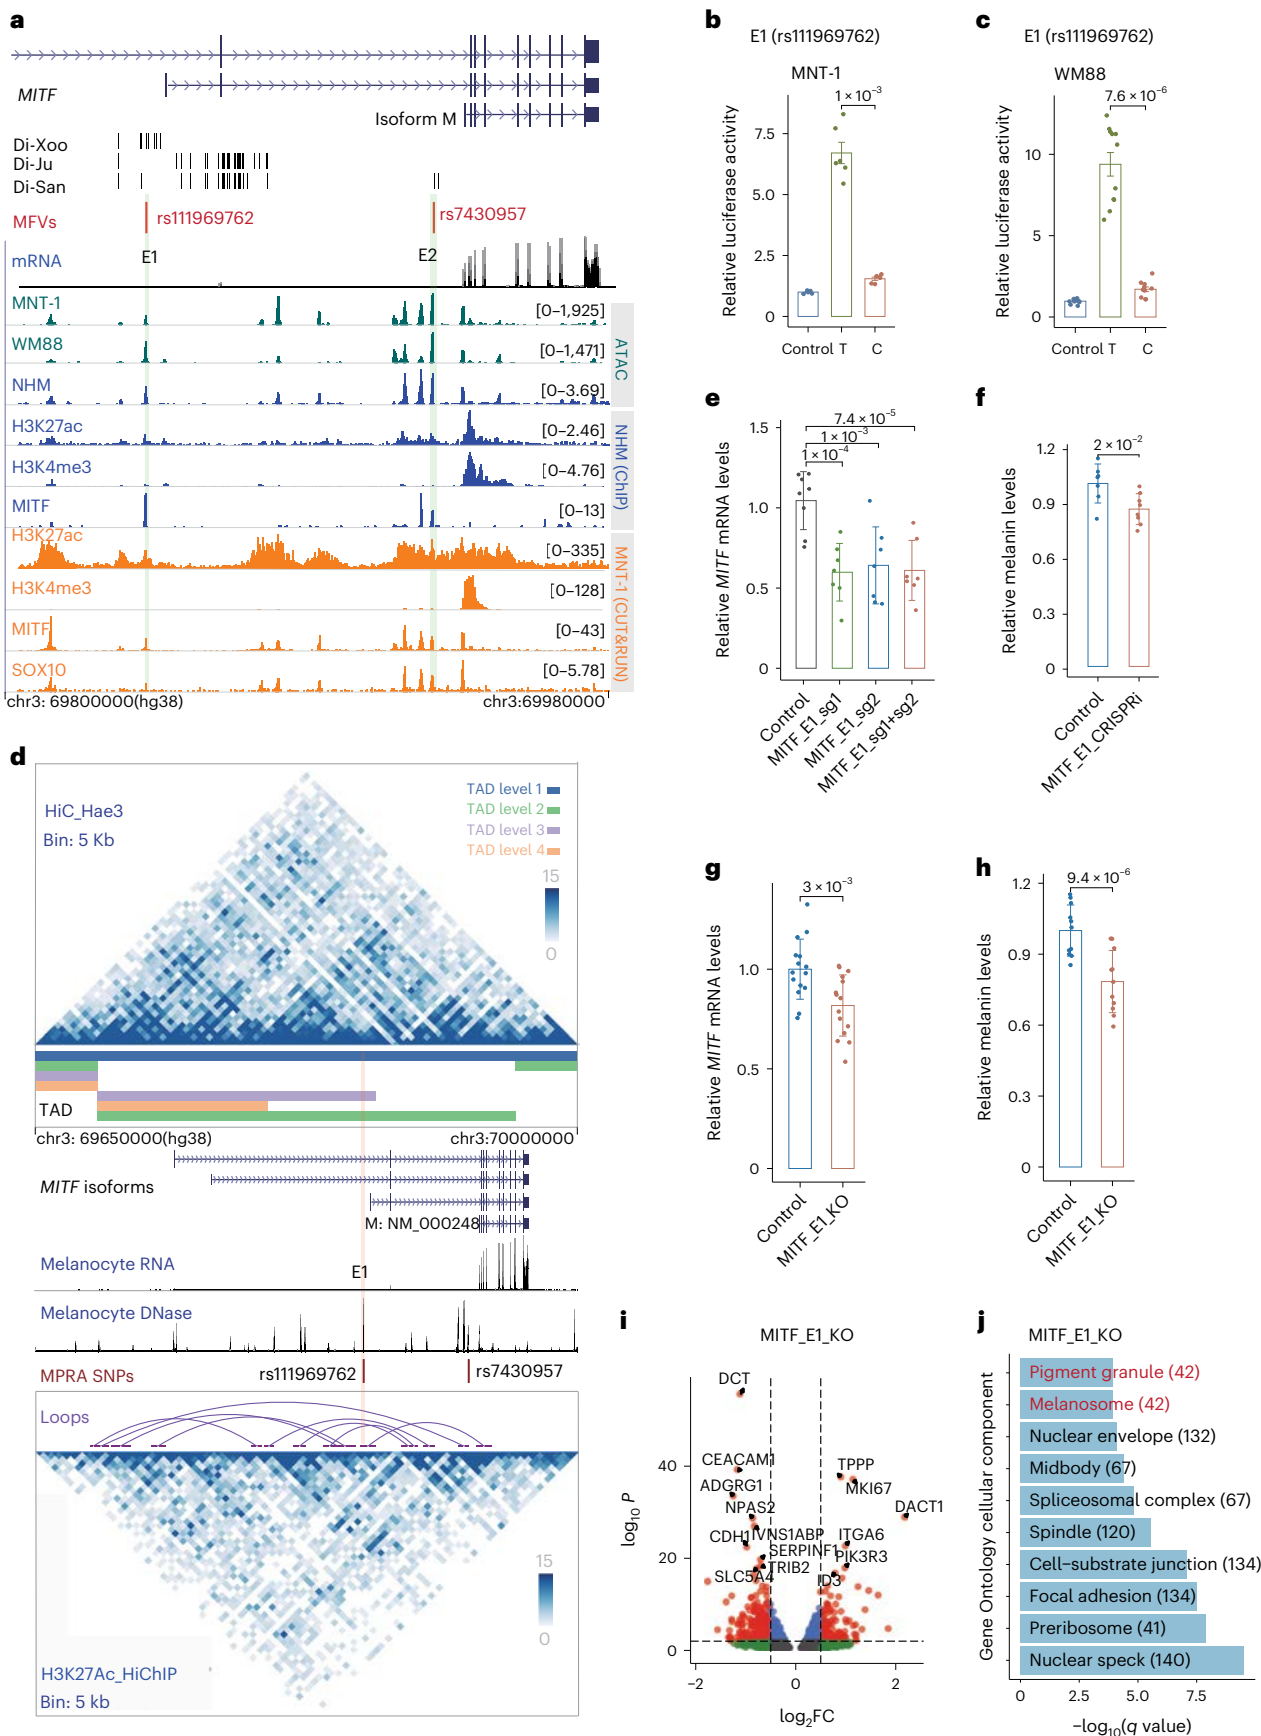 a
MITF
Isoform M
Di-Xoo
Di-Ju
Di-San
MFVs
rs111969762
rs7430957
mRNA
E1
E2
MNT-1
[0–1,925]
WM88
[0–1,471]
NHM
[0–3.69]
ATAC
H3K27ac
[0–2.46]
H3K4me3
[0–4.76]
MITF
[0–13]
NHM (ChIP)
H3K27ac
[0–335]
H3K4me3
[0–128]
MITF
[0–43]
SOX10
[0–5.78]
MNT-1 (CUT&RUN)
chr3: 69800000(hg38)
chr3:69980000
b
E1 (rs111969762)
MNT-1
1 × 10⁻³
Relative luciferase activity
7.5
5.0
2.5
0
Control T C
c
E1 (rs111969762)
WM88
7.6 × 10⁻⁶
Relative luciferase activity
10
5
0
Control T C
d
HiC_Hae3
Bin: 5 Kb
TAD level 1
TAD level 2
TAD level 3
TAD level 4
15
0
TAD
chr3: 69650000(hg38)
chr3:70000000
MITF isoforms
M: NM_000248
Melanocyte RNA
E1
Melanocyte DNase
MPRA SNPs
rs111969762
rs7430957
Loops
15
0
H3K27Ac_HiChIP
Bin: 5 kb
e
7.4 × 10⁻⁵
1 × 10⁻³
1 × 10⁻⁴
Relative MITF mRNA levels
1.5
1.0
0.5
0
Control
MITF_E1_sg1
MITF_E1_sg2
MITF_E1_sg1+sg2
f
2 × 10⁻²
Relative melanin levels
1.2
0.9
0.6
0.3
0
Control
MITF_E1_CRISPRi
g
3 × 10⁻³
Relative MITF mRNA levels
1.0
0.5
0
Control
MITF_E1_KO
h
9.4 × 10⁻⁶
Relative melanin levels
1.2
0.9
0.6
0.3
0
Control
MITF_E1_KO
i
MITF_E1_KO
DCT
CEACAM1
ADGRG1
NPAS2
CDH1
IVNS1ABP
SERPINF1
TRIB2
SLC5A4
TPPP
MKI67
DACT1
ITGA6
PIK3R3
ID3
log₁₀ P
40
20
0
−2
0
2
log₂FC
j
MITF_E1_KO
Gene Ontology cellular component
Pigment granule (42)
Melanosome (42)
Nuclear envelope (132)
Midbody (67)
Spliceosomal complex (67)
Spindle (120)
Cell–substrate junction (134)
Focal adhesion (134)
Preribosome (41)
Nuclear speck (140)
0
2.5
5.0
7.5
−log₁₀(q value)